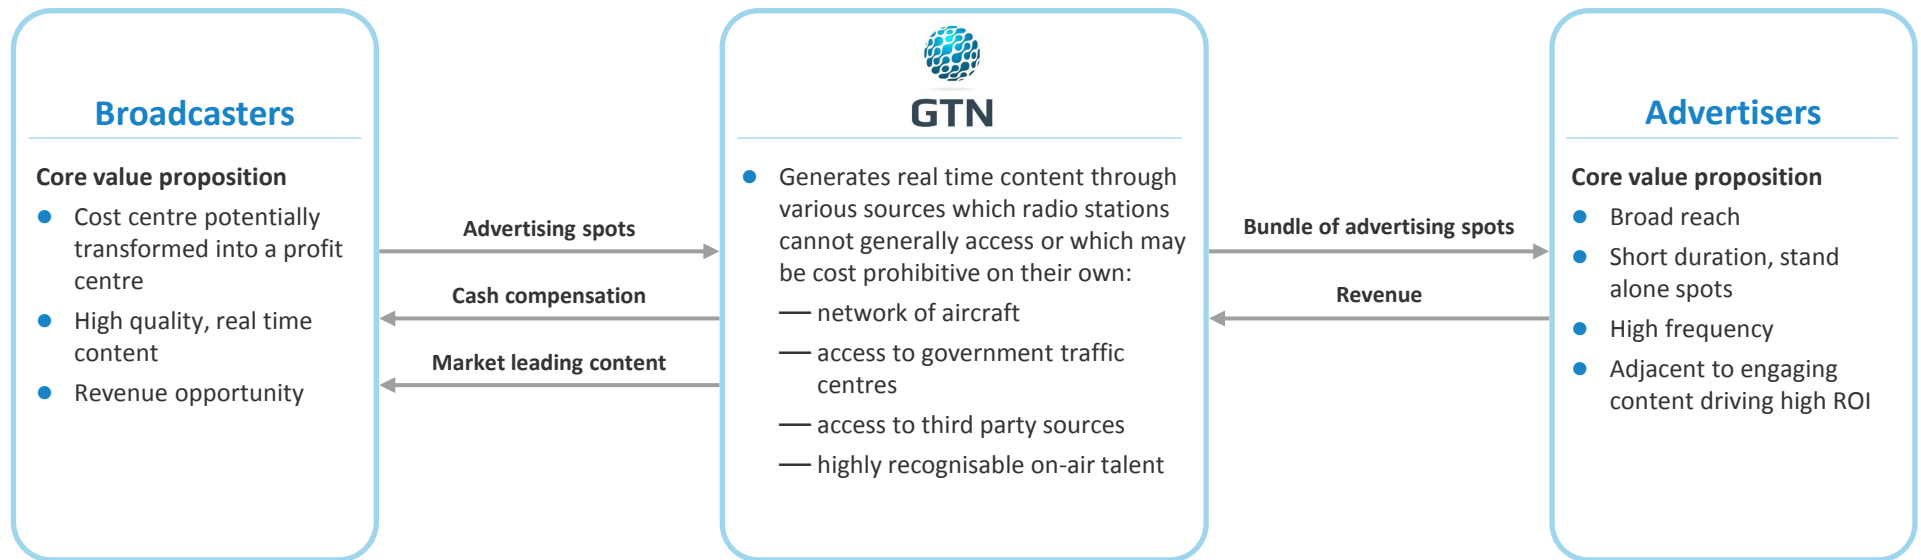 Broadcasters
Core value proposition
● Cost centre potentially
transformed into a profit
centre
● High quality, real time
content
● Revenue opportunity
Advertising spots
Cash compensation
Market leading content
GTN
● Generates real time content through
various sources which radio stations
cannot generally access or which may
be cost prohibitive on their own:
— network of aircraft
— access to government traffic
centres
— access to third party sources
— highly recognisable on-air talent
Bundle of advertising spots
Revenue
Advertisers
Core value proposition
● Broad reach
● Short duration, stand
alone spots
● High frequency
● Adjacent to engaging
content driving high ROI